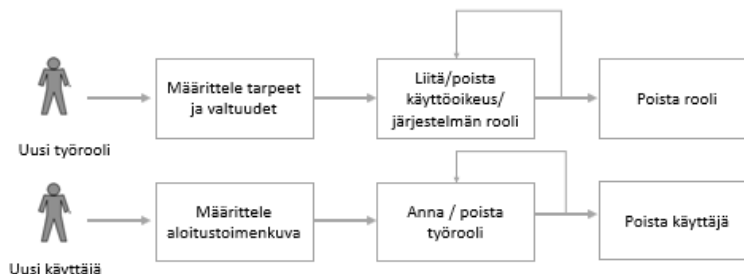 Määrittele tarpeet
ja valtuudet
Liitä/poista
käyttöoikeus/
järjestelmän rooli
Poista rooli
Uusi työrooli
Määrittele
aloitustoimenkuva
Anna / poista
työrooli
Poista käyttäjä
Uusi käyttäjä